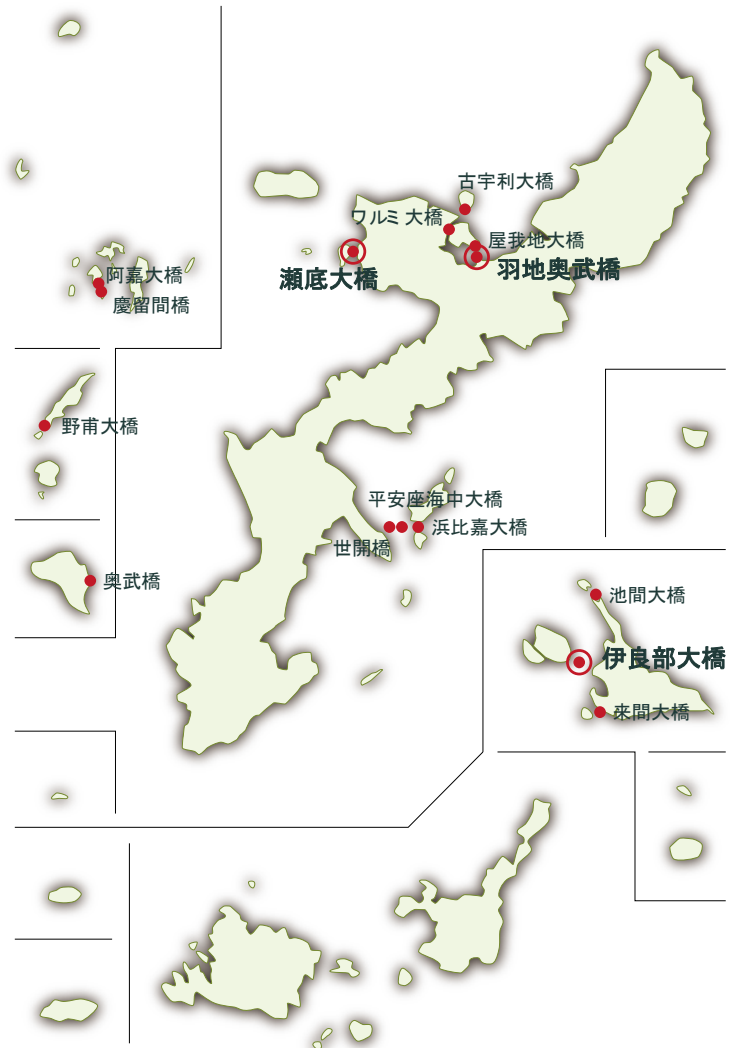 古宇利大橋
ワルミ大橋
屋我地大橋
羽地奥武橋
瀬底大橋
阿嘉大橋
慶留間橋
野甫大橋
平安座海中大橋
浜比嘉大橋
世開橋
奥武橋
池間大橋
伊良部大橋
来間大橋